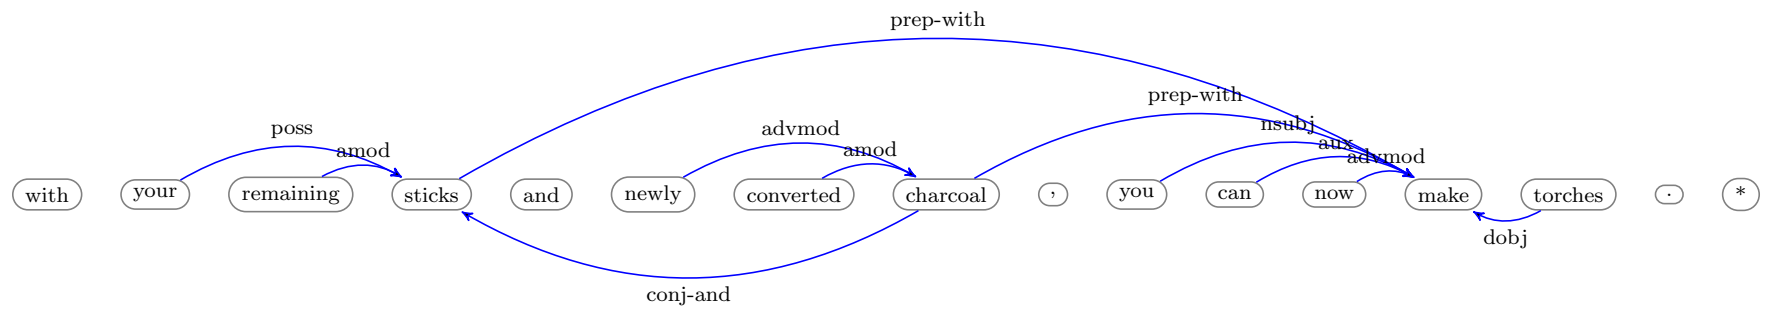 prep-with
prep-with
nsubj
poss
advmod
aux
amod
amod
advmod
with your remaining sticks and newly converted charcoal , you can now make torches . *
dobj
conj-and